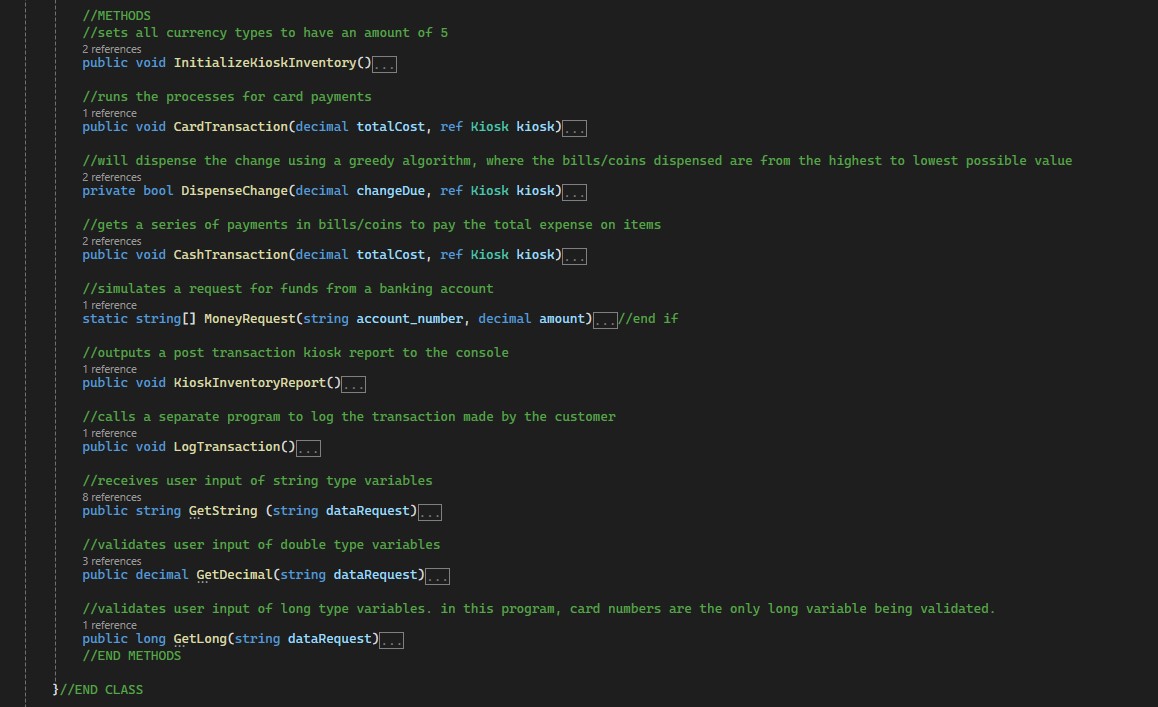 //METHODS
//sets all currency types to have an amount of 5
2 references
public void InitializeKioskInventory()...
//runs the processes for card payments
1 reference
public void CardTransaction(decimal totalCost, ref Kiosk kiosk)...
//will dispense the change using a greedy algorithm, where the bills/coins dispensed are from the highest to lowest possible value
2 references
private bool DispenseChange(decimal changeDue, ref Kiosk kiosk)...
//gets a series of payments in bills/coins to pay the total expense on items
2 references
public void CashTransaction(decimal totalCost, ref Kiosk kiosk)...
//simulates a request for funds from a banking account
1 reference
static string[] MoneyRequest(string account_number, decimal amount)...//end if
//outputs a post transaction kiosk report to the console
1 reference
public void KioskInventoryReport()...
//calls a separate program to log the transaction made by the customer
1 reference
public void LogTransaction()...
//receives user input of string type variables
8 references
public string GetString (string dataRequest)...
//validates user input of double type variables
3 references
public decimal GetDecimal(string dataRequest)...
//validates user input of long type variables. in this program, card numbers are the only long variable being validated.
1 reference
public long GetLong(string dataRequest)...
//END METHODS
}//END CLASS